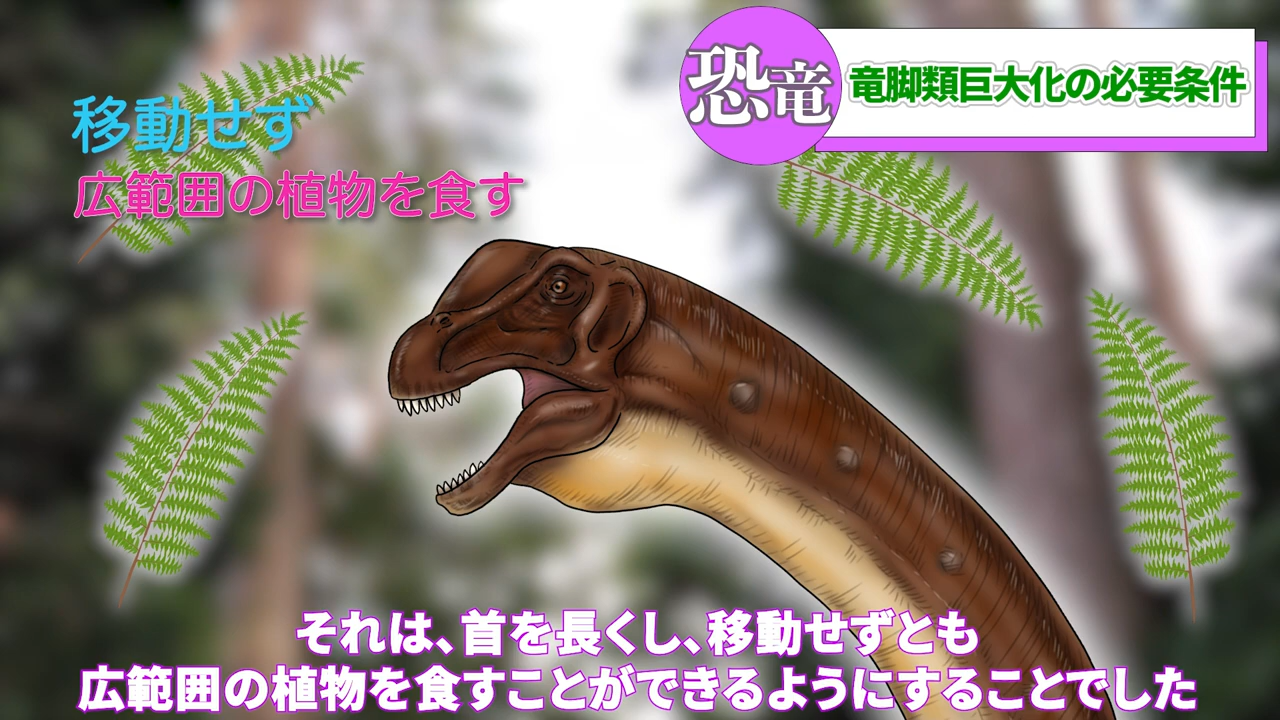 恐竜
竜脚類巨大化の必要条件
移動せず
広範囲の植物を食す
それは、首を長くし、移動せずとも
広範囲の植物を食すことができるようにすることでした